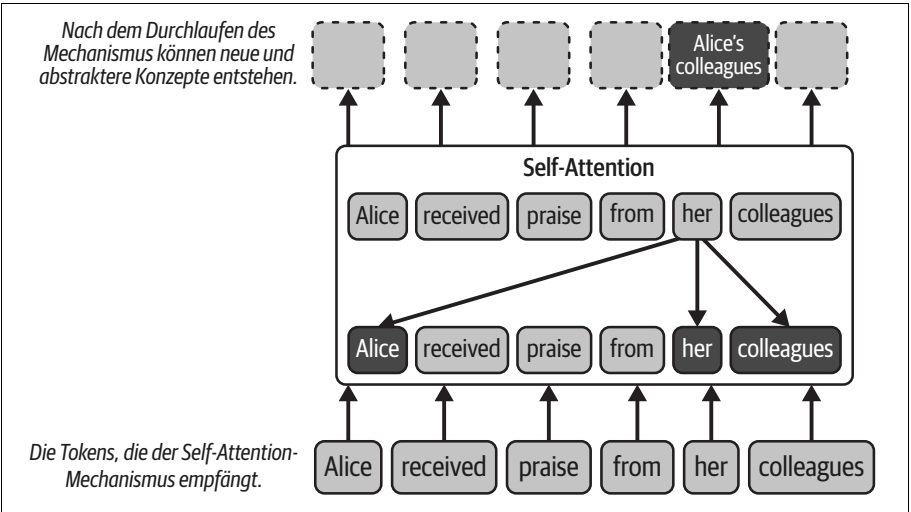 Nach dem Durchlaufen des
Mechanismus können neue und
abstraktere Konzepte entstehen.
Alice's
colleagues
Self-Attention
Alice received praise from her colleagues
Alice received praise from her colleagues
Die Tokens, die der Self-Attention-
Mechanismus empfängt.
Alice received praise from her colleagues